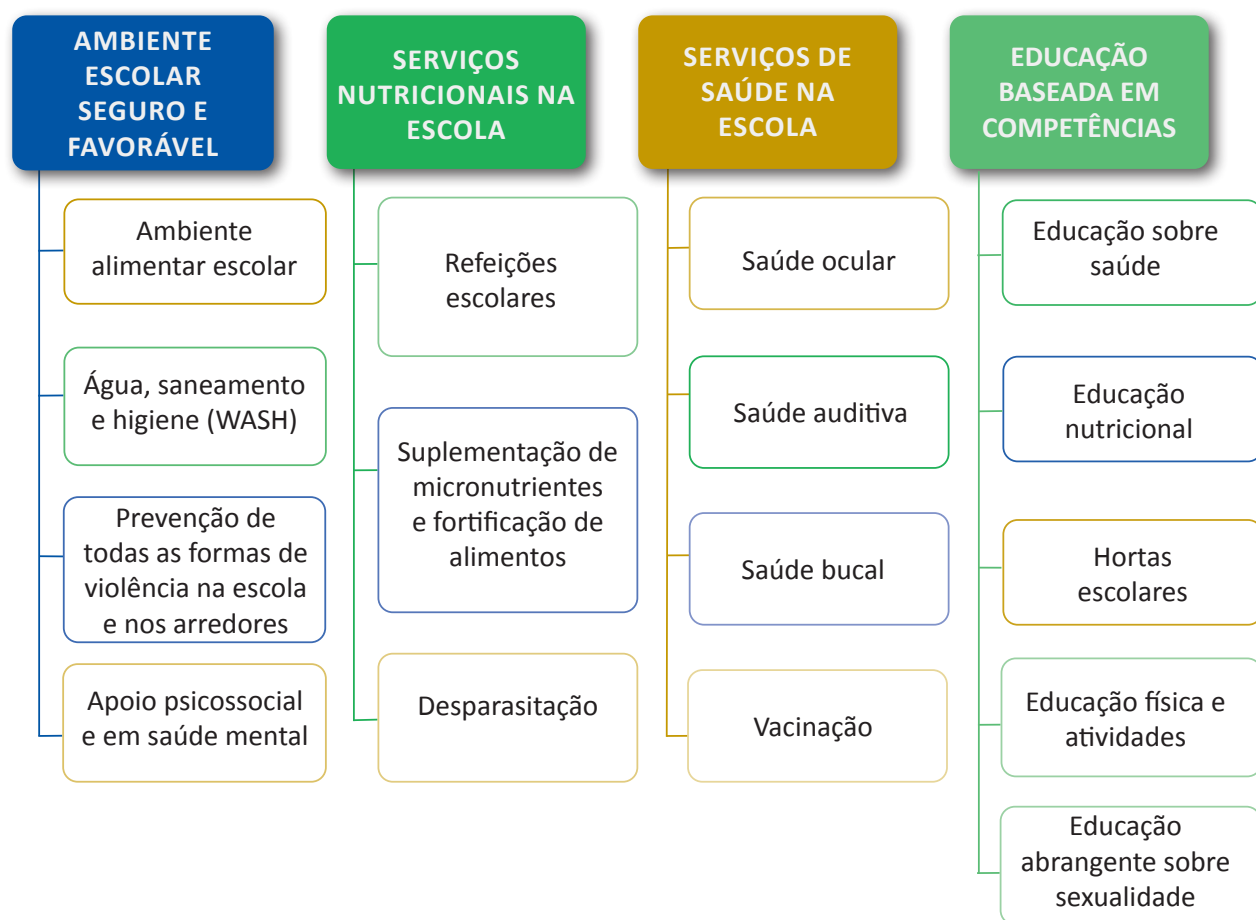 AMBIENTE
ESCOLAR
SEGURO E
FAVORÁVEL
Ambiente
alimentar escolar
Água, saneamento
e higiene (WASH)
Prevenção de
todas as formas de
violência na escola
e nos arredores
Apoio psicossocial
e em saúde mental
SERVIÇOS
NUTRICIONAIS NA
ESCOLA
Refeições
escolares
Suplementação de
micronutrientes
e fortificação de
alimentos
Desparasitação
SERVIÇOS DE
SAÚDE NA
ESCOLA
Saúde ocular
Saúde auditiva
Saúde bucal
Vacinação
EDUCAÇÃO
BASEADA EM
COMPETÊNCIAS
Educação sobre
saúde
Educação
nutricional
Hortas
escolares
Educação física e
atividades
Educação
abrangente sobre
sexualidade